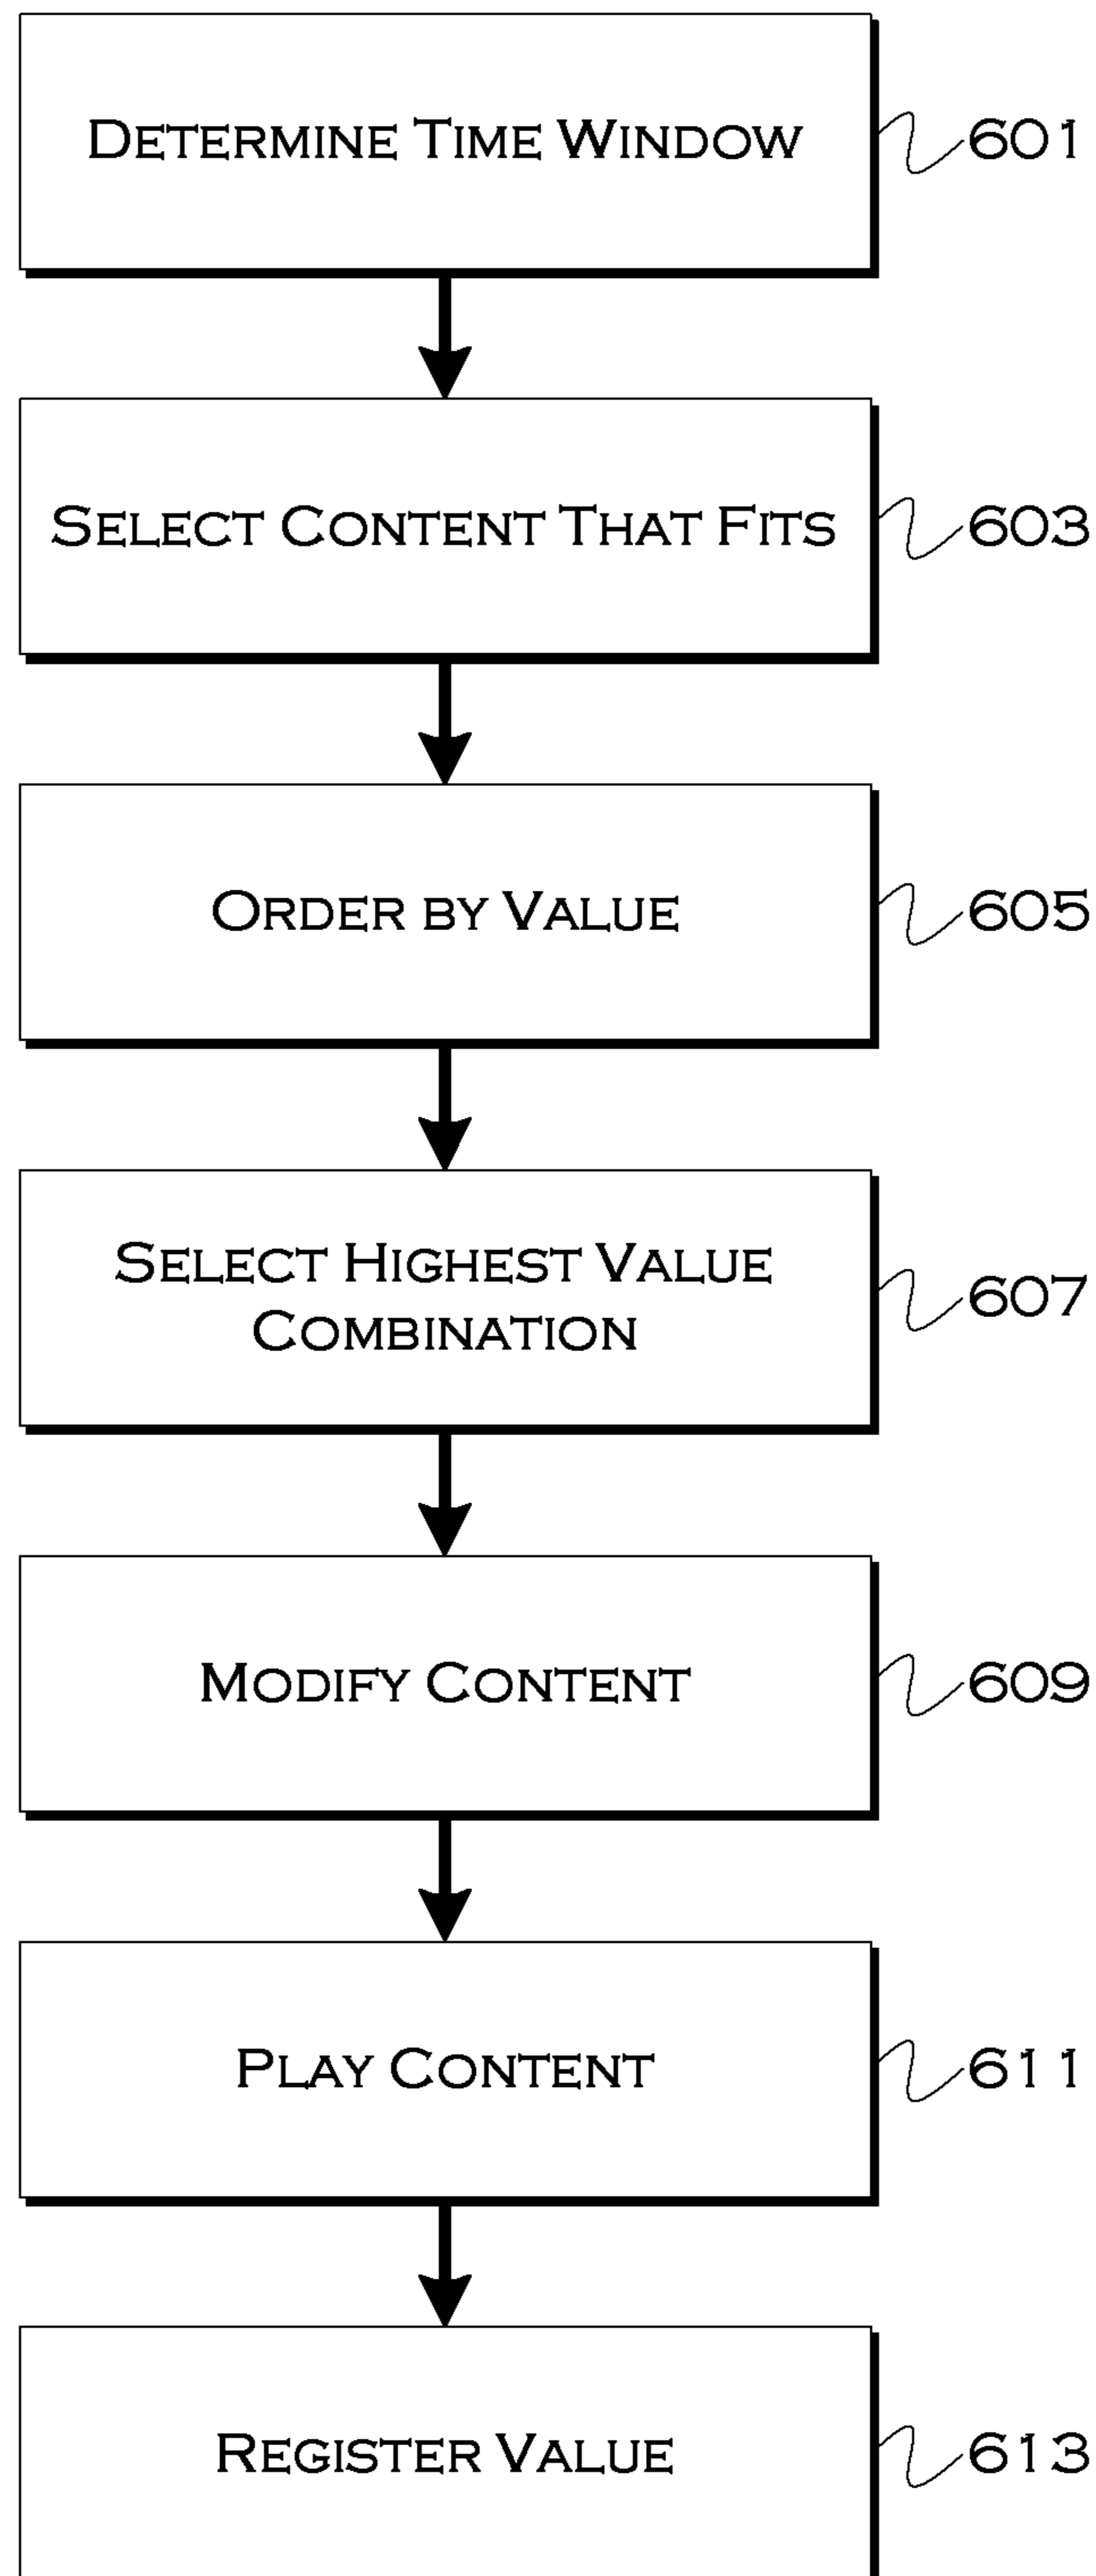 Determine Time Window
601
Select Content That Fits
603
Order by Value
605
Select Highest Value
Combination
607
Modify Content
609
Play Content
611
Register Value
613